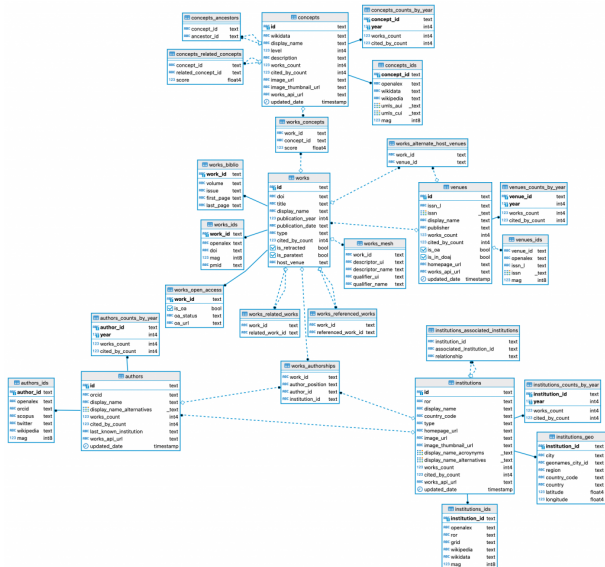 concepts_ancestors
concept_id text
ancestor_id text
concepts_related_concepts
concept_id text
related_concept_id text
score float4
concepts
id text
wikidata text
display_name text
level int4
description text
works_count int4
cited_by_count int4
image_url text
image_thumbnail_url text
works_api_url text
updated_date timestamp
concepts_counts_by_year
concept_id text
year int4
works_count int4
cited_by_count int4
concepts_ids
concept_id text
openalex text
wikidata text
wikipedia text
umls_aui _text
umls_cui _text
mag int8
works_concepts
work_id text
concept_id text
score float4
works_alternate_host_venues
work_id text
venue_id text
works_biblio
work_id text
volume text
issue text
first_page text
last_page text
works
id text
doi text
title text
display_name text
publication_year int4
publication_date text
type text
cited_by_count int4
is_retracted bool
is_paratext bool
host_venue text
venues
id text
issn_l text
issn _text
display_name text
publisher text
works_count int4
cited_by_count int4
is_oa bool
is_in_doaj bool
homepage_url text
works_api_url text
updated_date timestamp
venues_counts_by_year
venue_id text
year int4
works_count int4
cited_by_count int4
works_ids
work_id text
openalex text
doi text
mag int8
pmid text
works_mesh
work_id text
descriptor_ui text
descriptor_name text
qualifier_ui text
qualifier_name text
venue_ids
venue_id text
openalex text
issn_l text
issn _text
mag int8
works_open_access
work_id text
is_oa bool
oa_status text
oa_url text
works_related_works
work_id text
related_work_id text
works_referenced_works
work_id text
referenced_work_id text
authors_counts_by_year
author_id text
year int4
works_count int4
cited_by_count int4
institutions_associated_institutions
institution_id text
associated_institution_id text
relationship text
works_authorships
work_id text
author_position text
author_id text
institution_id text
authors_ids
author_id text
openalex text
orcid text
scopus text
twitter text
wikipedia text
mag int8
authors
id text
orcid text
display_name text
display_name_alternatives _text
works_count int4
cited_by_count int4
last_known_institution text
works_api_url text
updated_date timestamp
institutions
id text
ror text
display_name text
country_code text
type text
homepage_url text
image_url text
image_thumbnail_url text
display_name_acroynyms _text
display_name_alternatives _text
works_count int4
cited_by_count int4
works_api_url text
updated_date timestamp
institutions_counts_by_year
institution_id text
year int4
works_count int4
cited_by_count int4
institutions_geo
institution_id text
city text
geonames_city_id text
region text
country_code text
country text
latitude float4
longitude float4
institutions_ids
institution_id text
openalex text
ror text
grid text
wikipedia text
wikidata text
mag int8